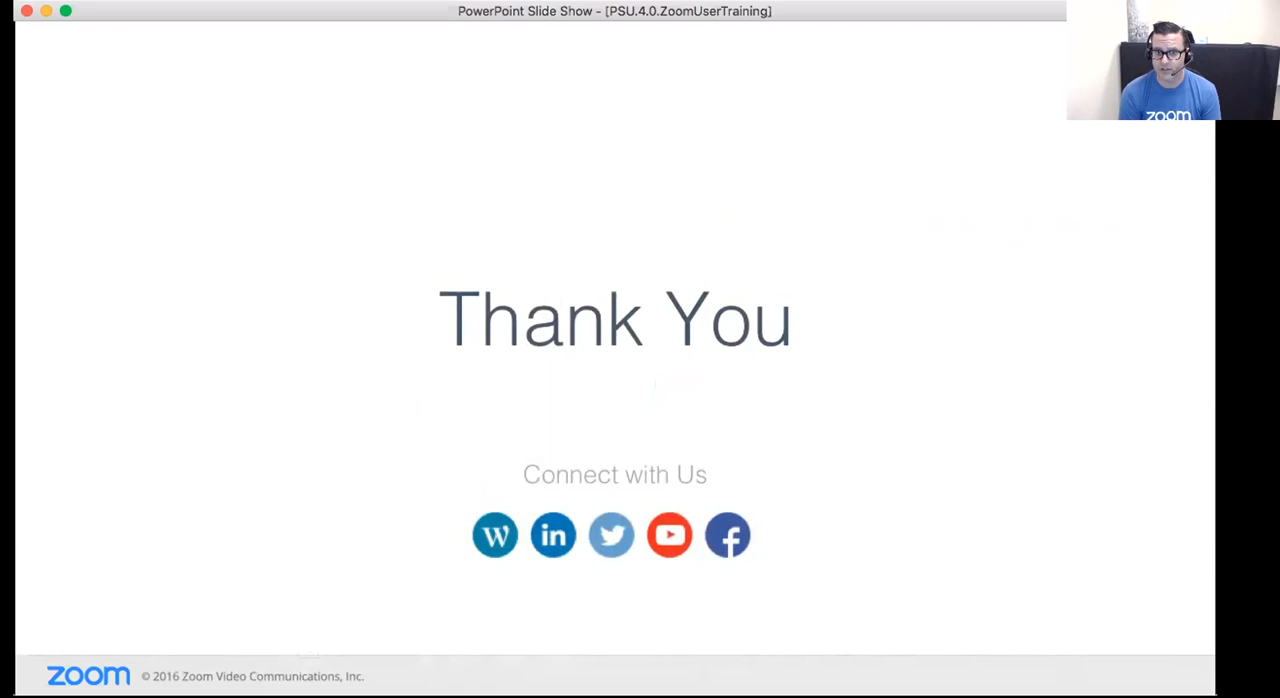 PowerPoint Slide Show - [PSU.4.0.ZoomUserTraining]
zoom
Thank You
Connect with Us
W in f
zoom © 2016 Zoom Video Communications, Inc.